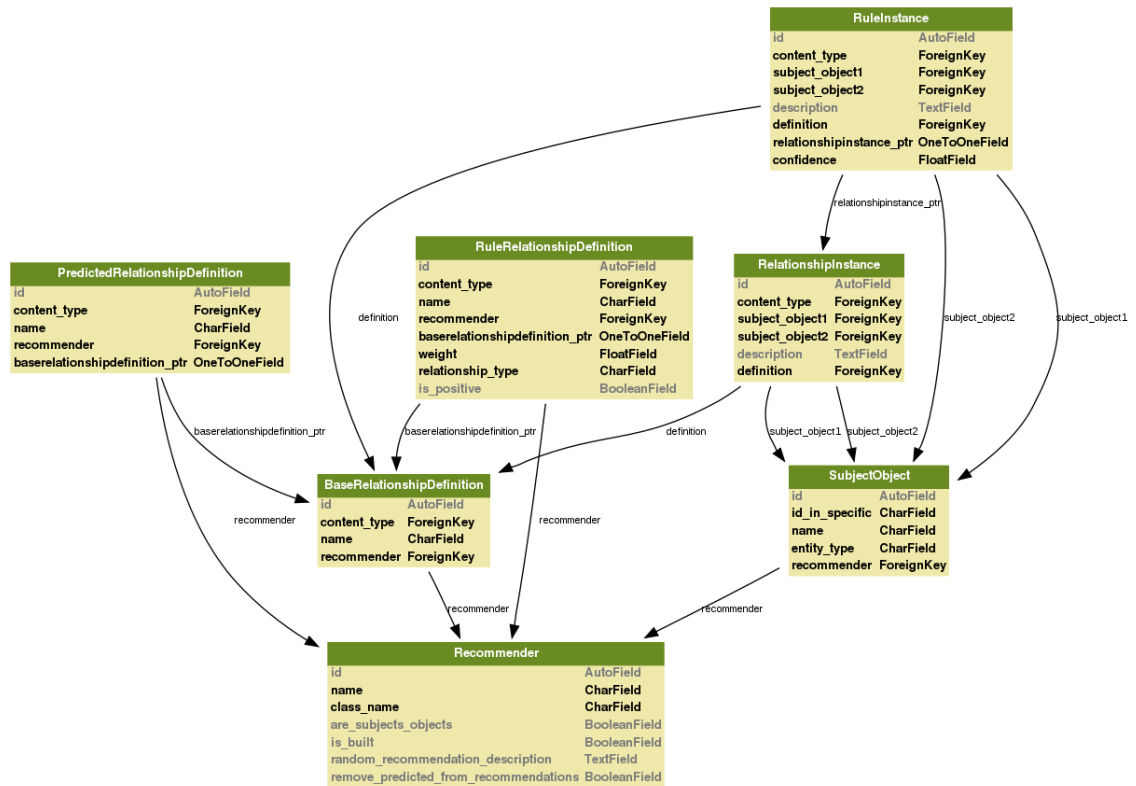 RuleInstance
id AutoField
content_type ForeignKey
subject_object1 ForeignKey
subject_object2 ForeignKey
description TextField
definition ForeignKey
relationshipinstance_ptr OneToOneField
confidence FloatField
relationshipinstance_ptr
RuleRelationshipDefinition
id AutoField
content_type ForeignKey
name CharField
recommender ForeignKey
baserelationshipdefinition_ptr OneToOneField
weight FloatField
relationship_type CharField
is_positive BooleanField
RelationshipInstance
id AutoField
content_type ForeignKey
subject_object1 ForeignKey
subject_object2 ForeignKey
description TextField
definition ForeignKey
PredictedRelationshipDefinition
id AutoField
content_type ForeignKey
name CharField
recommender ForeignKey
baserelationshipdefinition_ptr OneToOneField
definition
subject_object2
subject_object1
baserelationshipdefinition_ptr
baserelationshipdefinition_ptr
definition
subject_object1
subject_object2
BaseRelationshipDefinition
id AutoField
content_type ForeignKey
name CharField
recommender ForeignKey
SubjectObject
id AutoField
id_in_specific CharField
name CharField
entity_type CharField
recommender ForeignKey
recommender
recommender
recommender
recommender
Recommender
id AutoField
name CharField
class_name CharField
are_subjects_objects BooleanField
is_built BooleanField
random_recommendation_description TextField
remove_predicted_from_recommendations BooleanField